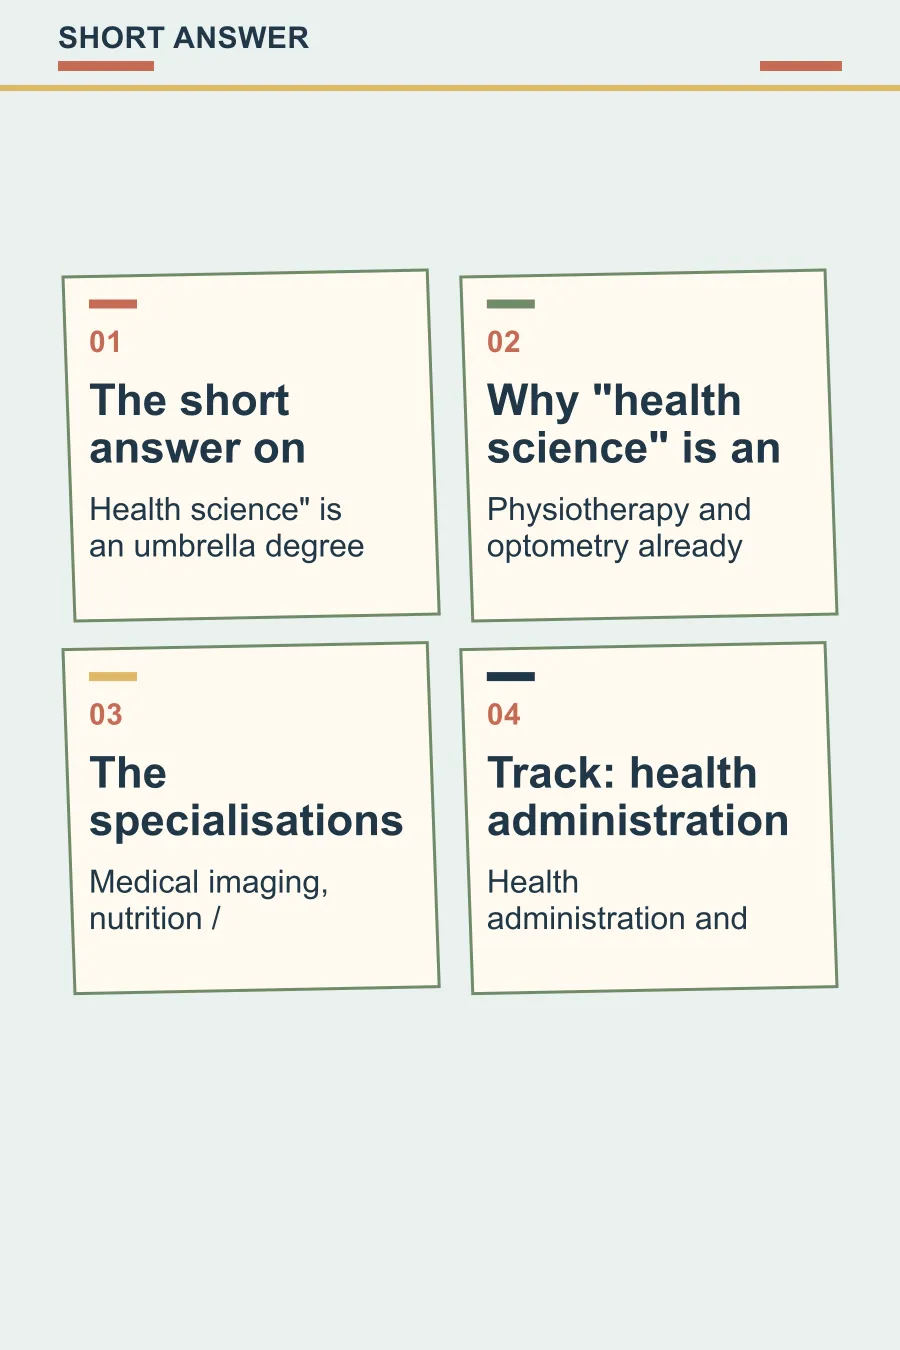 SHORT ANSWER
01
The short
answer on
Health science" is
an umbrella degree
02
Why "health
science" is an
Physiotherapy and
optometry already
03
The
specialisations
Medical imaging,
nutrition /
04
Track: health
administration
Health
administration and